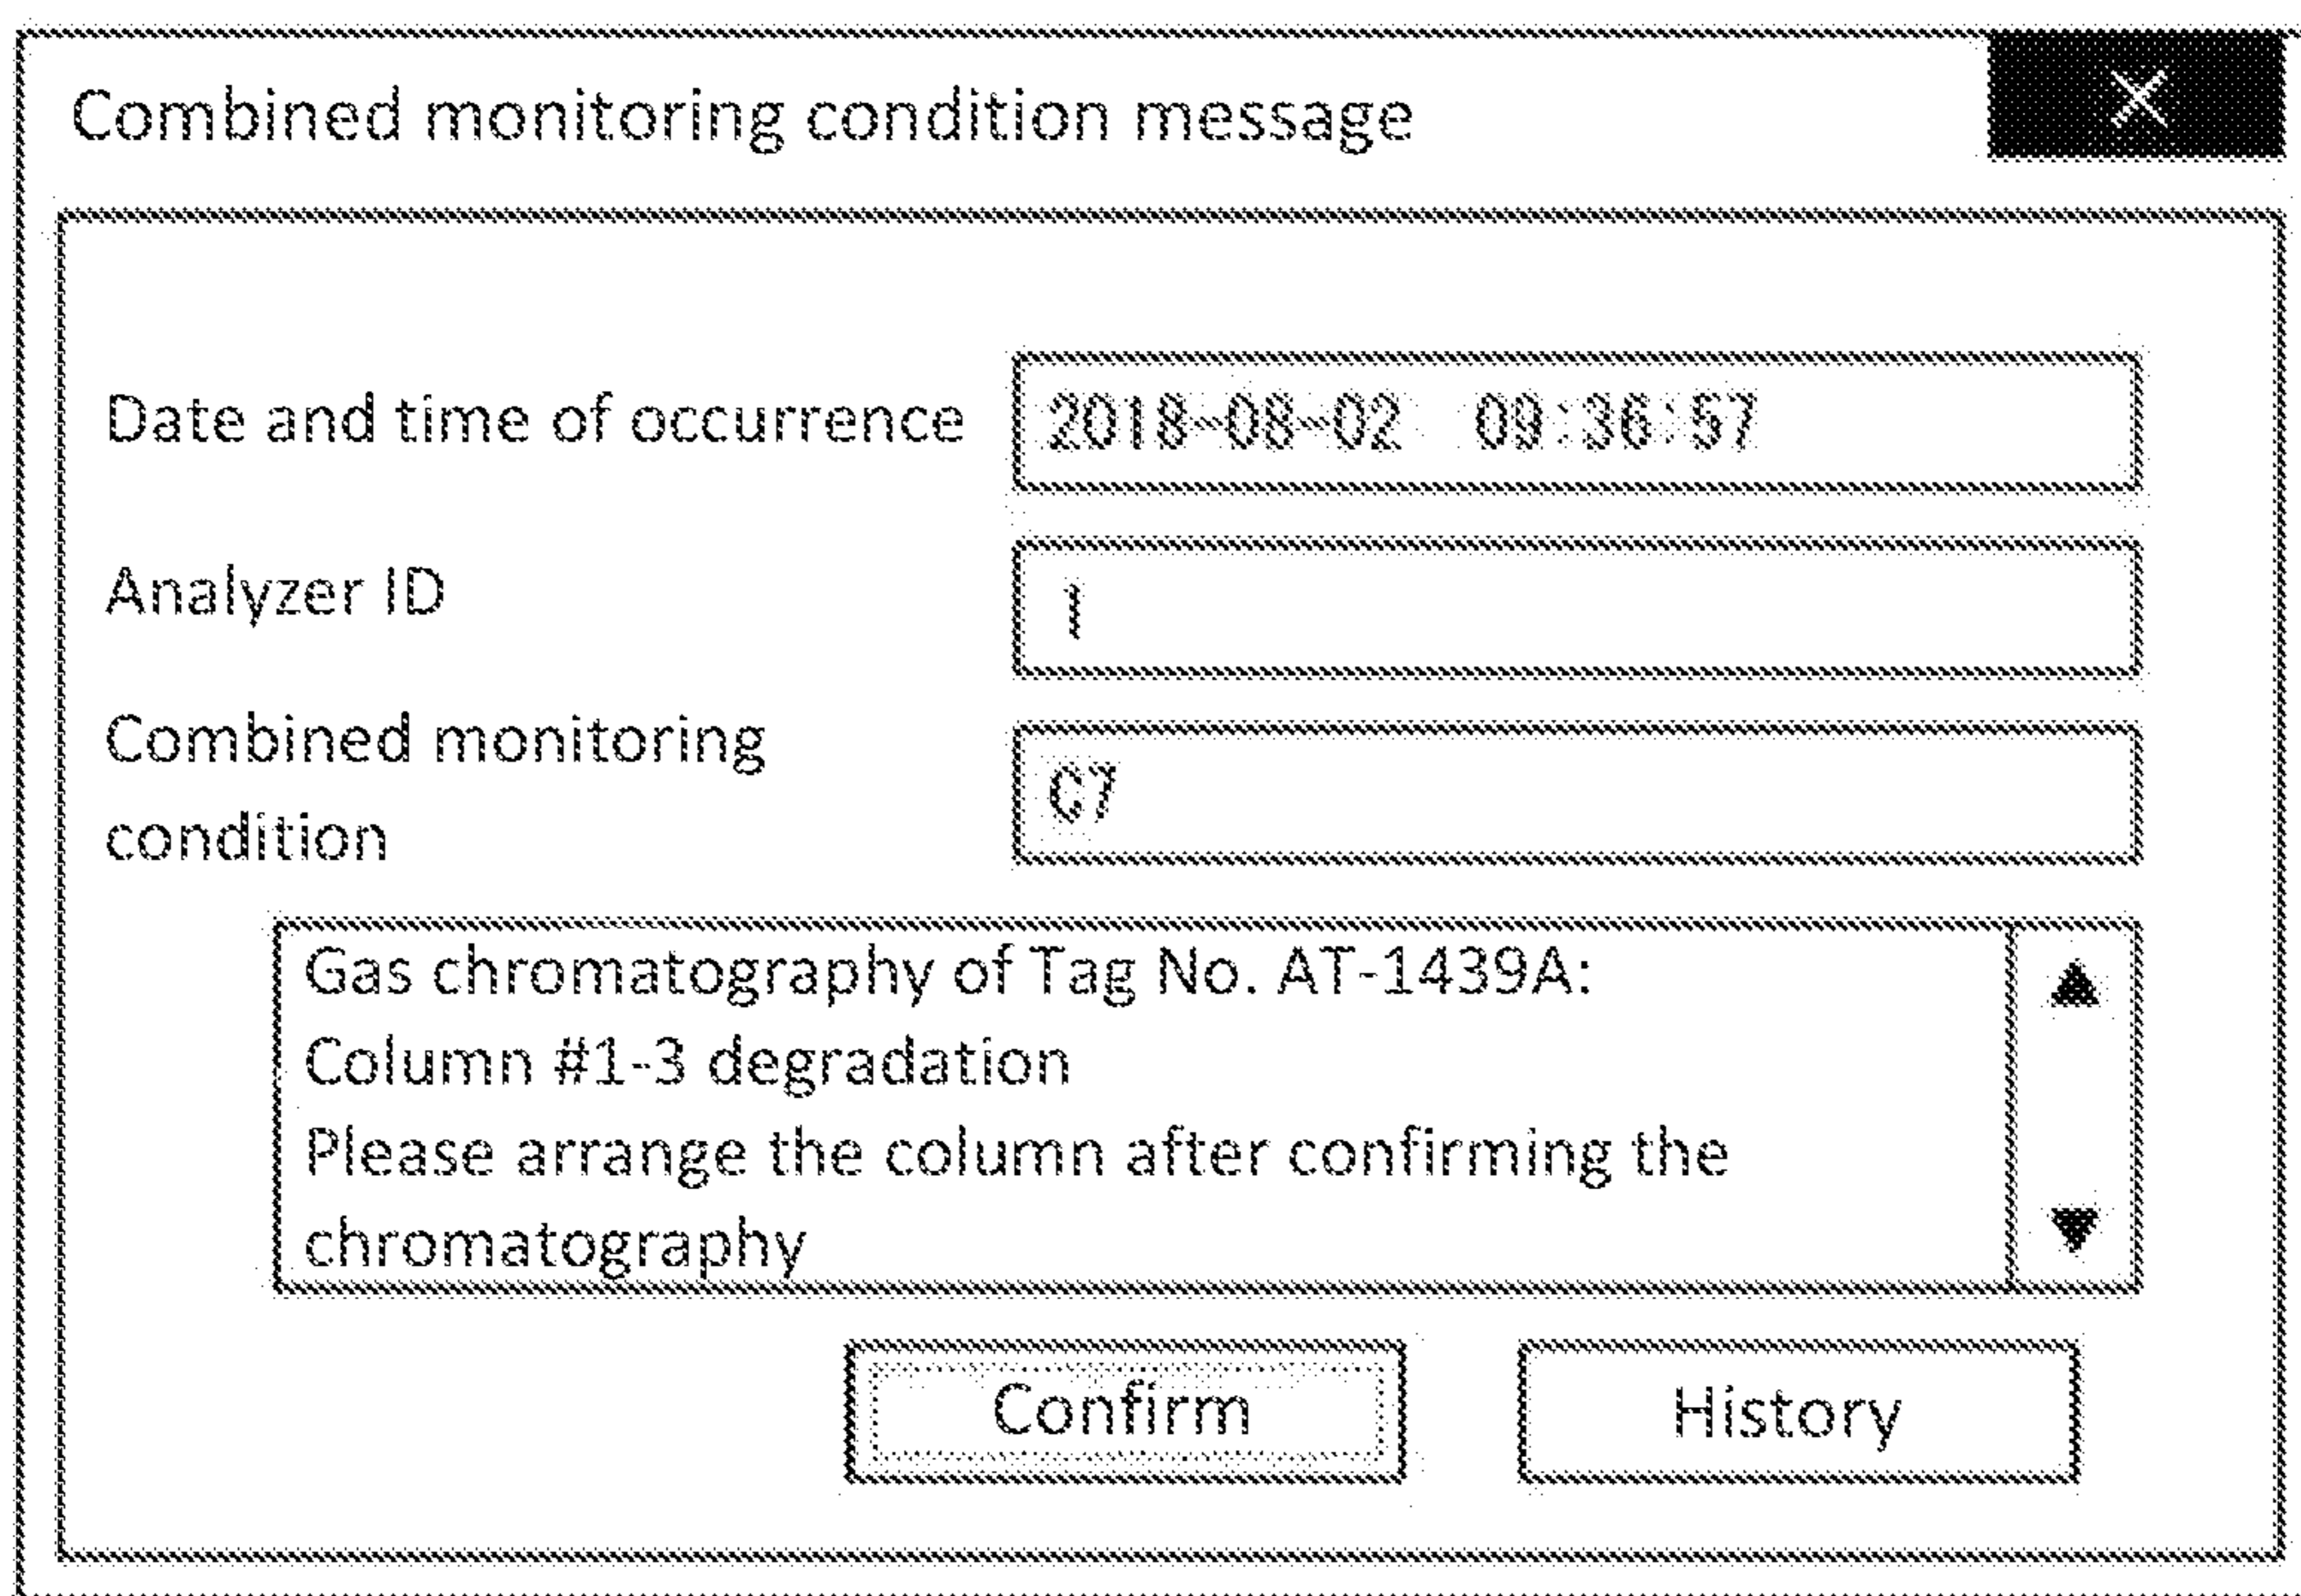 Combined monitoring condition message
×
Date and time of occurrence 2018-08-02 09:36:57
Analyzer ID 1
Combined monitoring
condition
C7
Gas chromatography of Tag No. AT-1439A:
Column #1-3 degradation
Please arrange the column after confirming the
chromatography
Confirm History